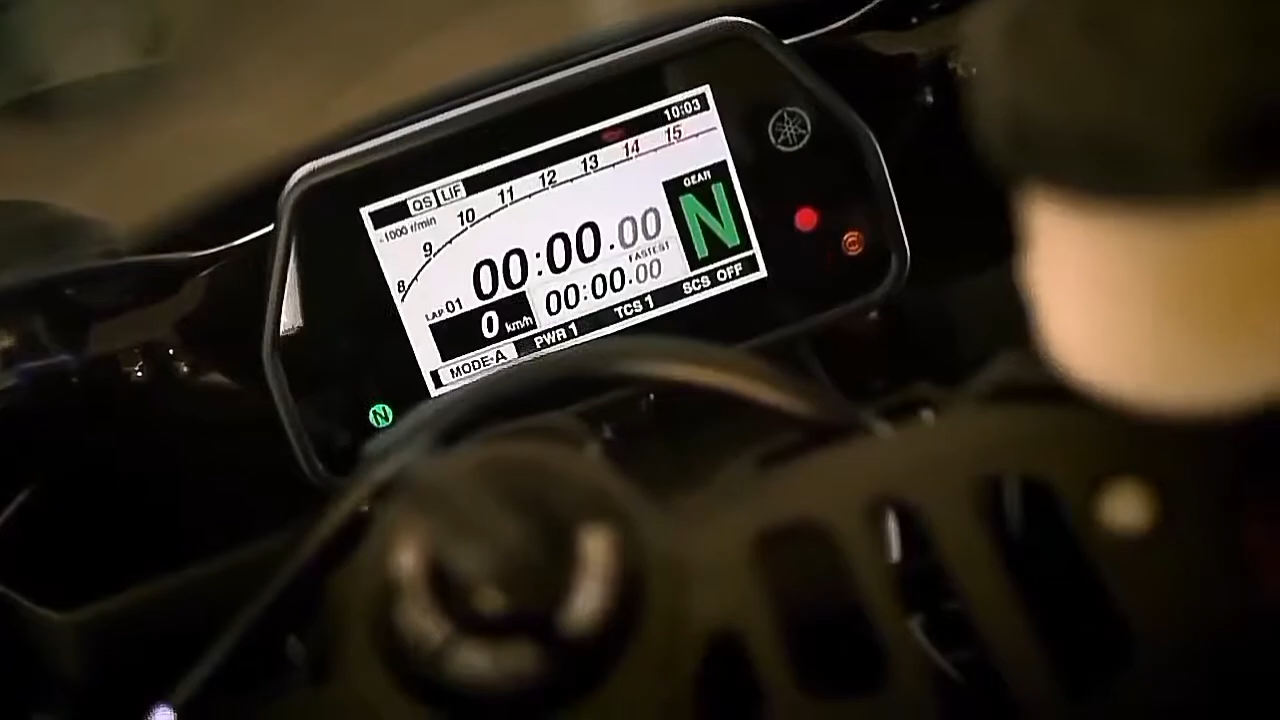 10:03
QS LIF
×1000 r/min
8 9 10 11 12 13 14 15
GEAR
N
00:00.00
LAP 01
FASTEST
00:00.00
0 km/h
MODE-A PWR 1 TCS 1 SCS OFF
N